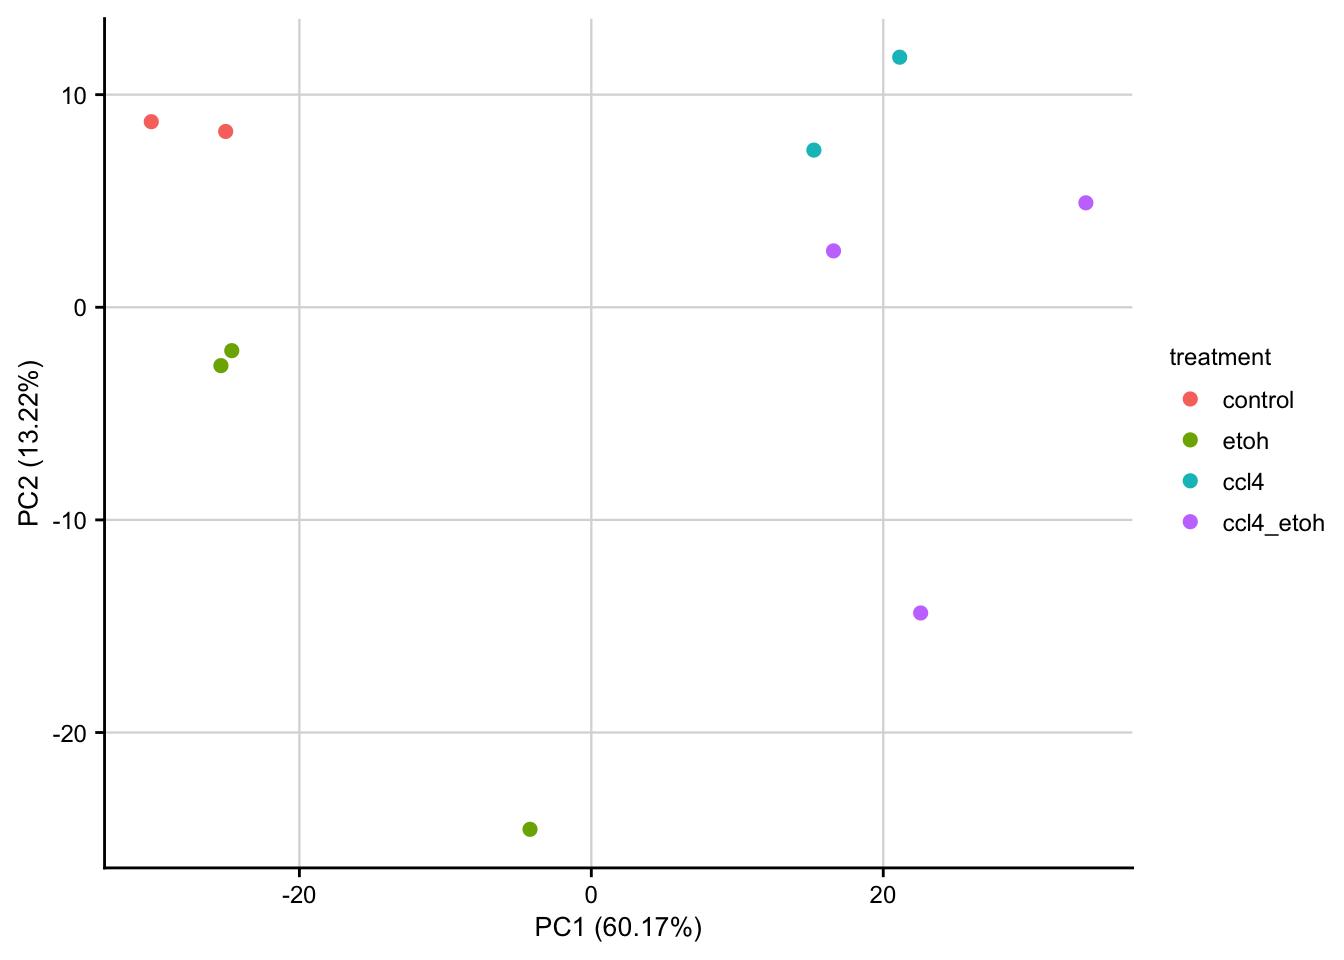 10
0
-10
-20
PC2 (13.22%)
-20
0
20
PC1 (60.17%)
treatment
control
etoh
ccl4
ccl4_etoh